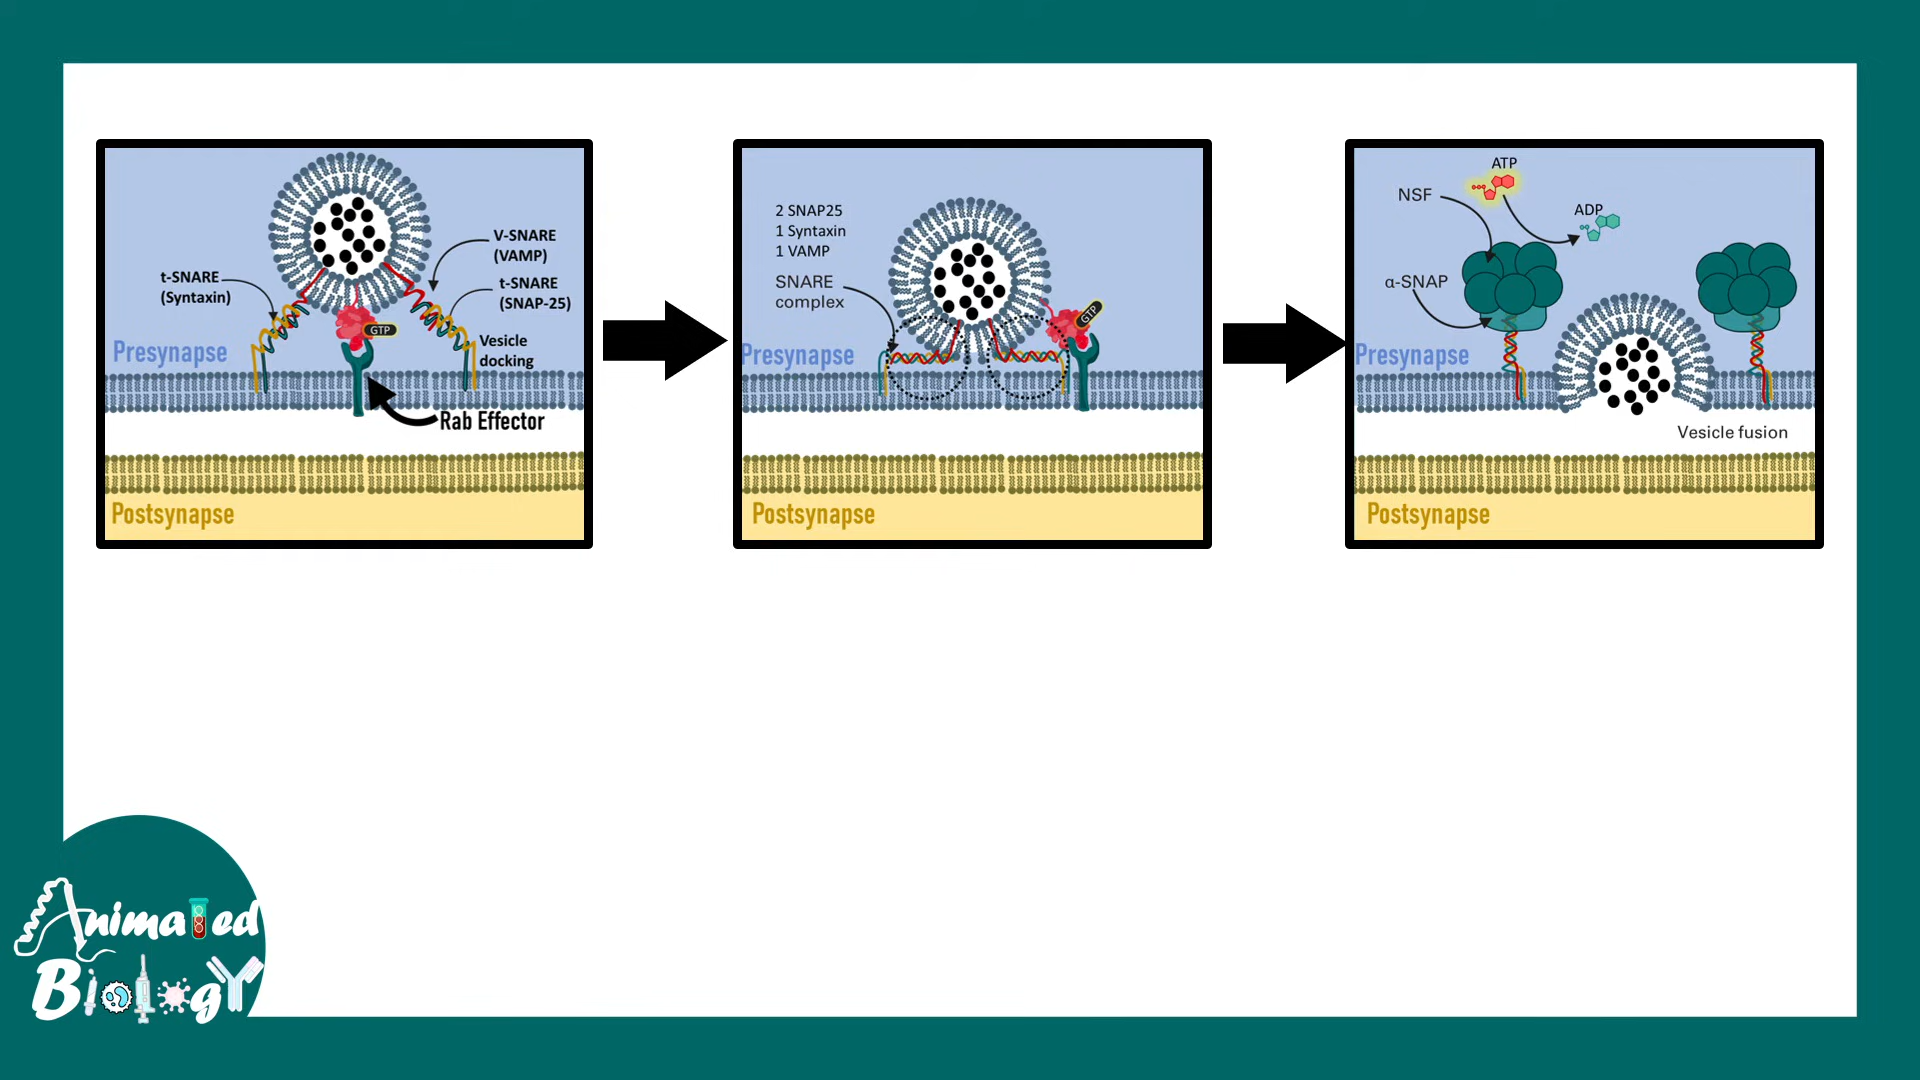 V-SNARE
(VAMP)
t-SNARE
(Syntaxin)
t-SNARE
(SNAP-25)
GTP
Vesicle
docking
Presynapse
Rab Effector
Postsynapse
2 SNAP25
1 Syntaxin
1 VAMP
SNARE
complex
GTP
Presynapse
Postsynapse
ATP
NSF
ADP
α-SNAP
Presynapse
Vesicle fusion
Postsynapse
Animated
Biology